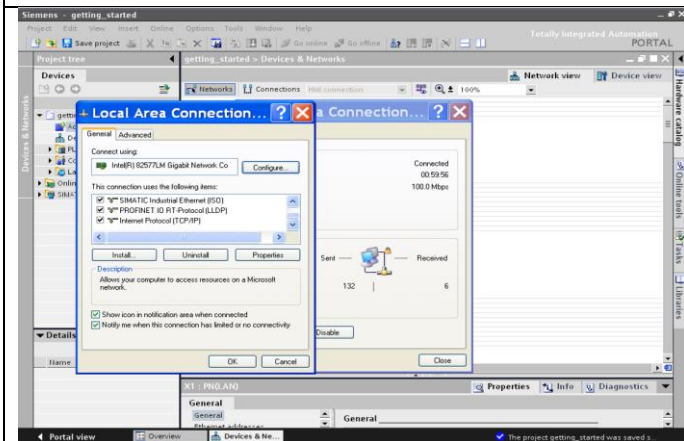 Siemens - getting_started
Project Edit View Insert Online Options Tools Window Help
Save project Go online Go offline
Totally Integrated Automation
PORTAL
Project tree
getting_started > Devices & Networks
Devices
Network view Device view
Networks Connections HMI connection 100%
Devices & Networks
Hardware catalog
Online tools
Tasks
Libraries
Local Area Connection...
a Connection...
General Advanced
Connect using:
Intel(R) 82577LM Gigabit Network Co
Configure...
This connection uses the following items:
SIMATIC Industrial Ethernet (ISO)
PROFINET IO RT-Protocol (LLDP)
Internet Protocol (TCP/IP)
Install...
Uninstall
Properties
Description
Allows your computer to access resources on a Microsoft
network.
Show icon in notification area when connected
Notify me when this connection has limited or no connectivity
OK
Cancel
Connected
00:59:56
100.0 Mbps
Sent
Received
132
6
Disable
Close
Details
Name
X1 : PN(LAN)
Properties Info Diagnostics
General
General
General
Ethernet addresses
Portal view
Overview
Devices & Ne...
The project getting_started was saved s...